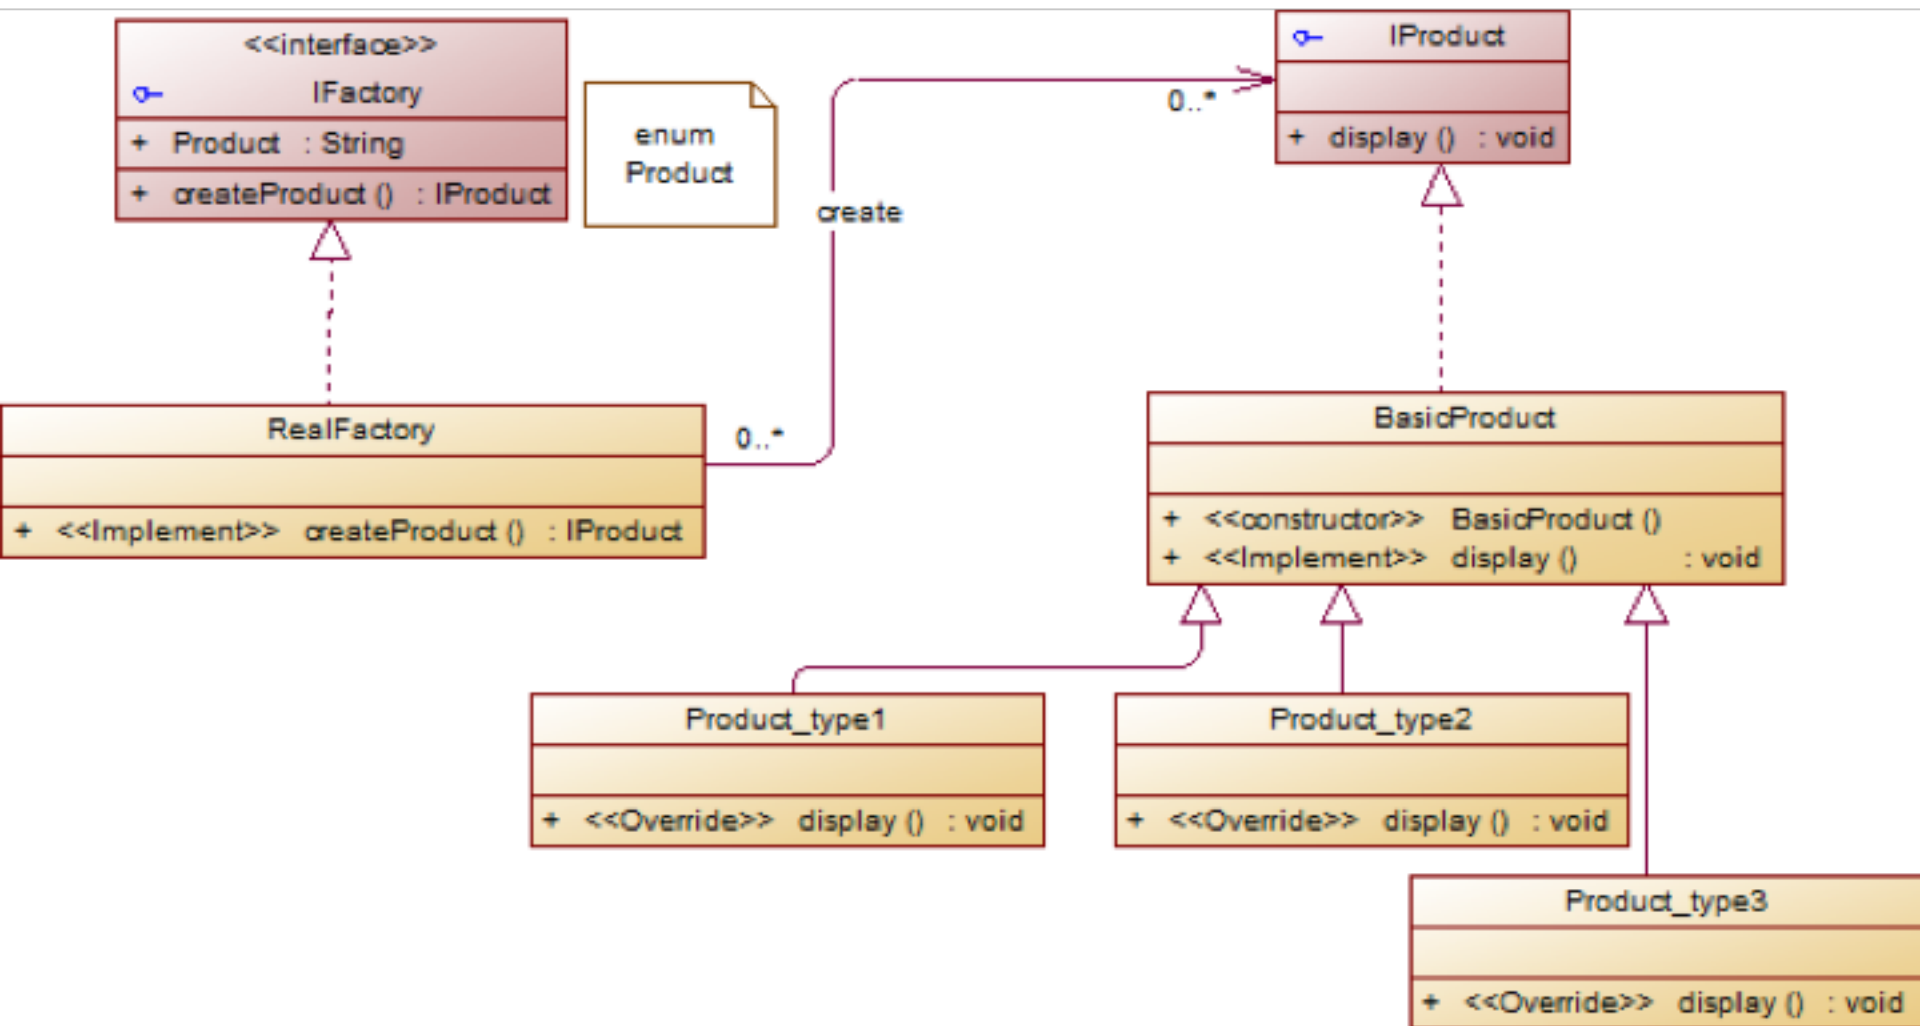 <<interface>>
IFactory
+ Product : String
+ createProduct () : IProduct
enum
Product
create
0..*
0..*
IProduct
+ display () : void
RealFactory
+ <<Implement>> createProduct () : IProduct
BasicProduct
+ <<constructor>> BasicProduct ()
+ <<Implement>> display () : void
Product_type1
+ <<Override>> display () : void
Product_type2
+ <<Override>> display () : void
Product_type3
+ <<Override>> display () : void